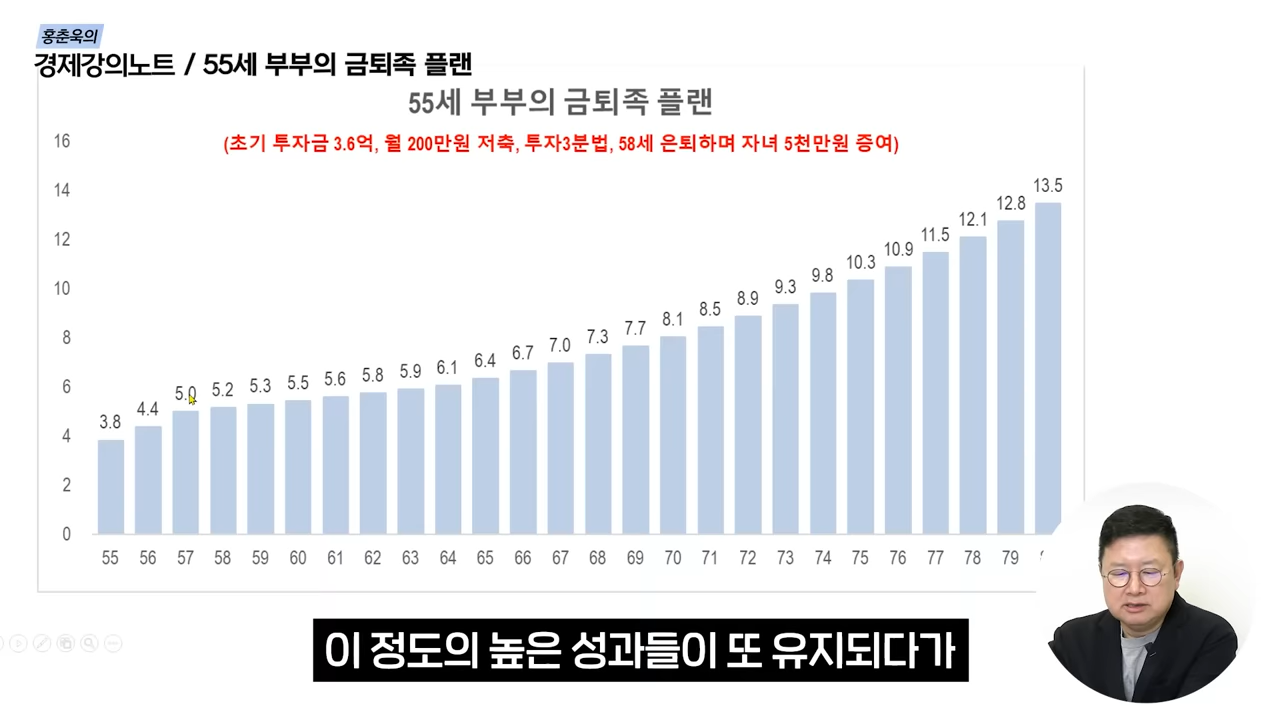 홍춘욱의
경제강의노트 / 55세 부부의 금퇴족 플랜
55세 부부의 금퇴족 플랜
(초기 투자금 3.6억, 월 200만원 저축, 투자3분법, 58세 은퇴하며 자녀 5천만원 증여)
16
14
12
10
8
6
4
2
0
3.8 4.4 5.0 5.2 5.3 5.5 5.6 5.8 5.9 6.1 6.4 6.7 7.0 7.3 7.7 8.1 8.5 8.9 9.3 9.8 10.3 10.9 11.5 12.1 12.8 13.5
55 56 57 58 59 60 61 62 63 64 65 66 67 68 69 70 71 72 73 74 75 76 77 78 79
이 정도의 높은 성과들이 또 유지되다가